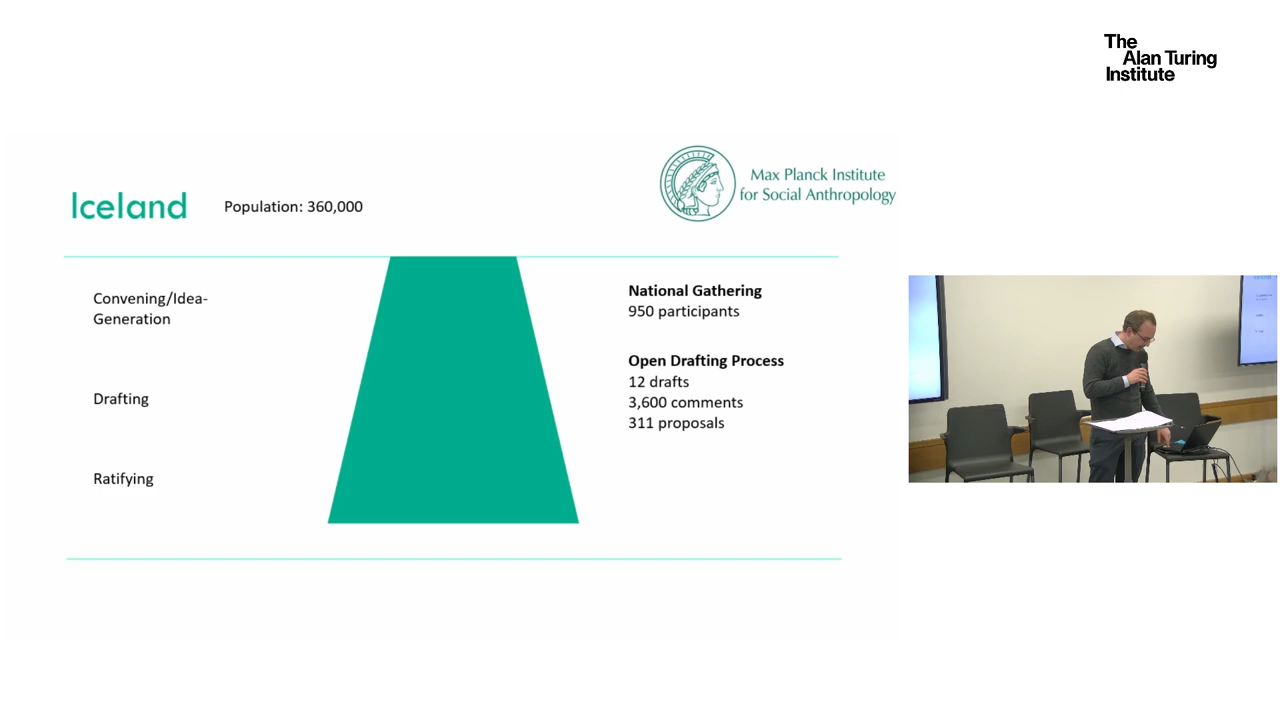 The
Alan Turing
Institute
Max Planck Institute
for Social Anthropology
Iceland
Population: 360,000
Convening/Idea-
Generation
Drafting
Ratifying
National Gathering
950 participants
Open Drafting Process
12 drafts
3,600 comments
311 proposals